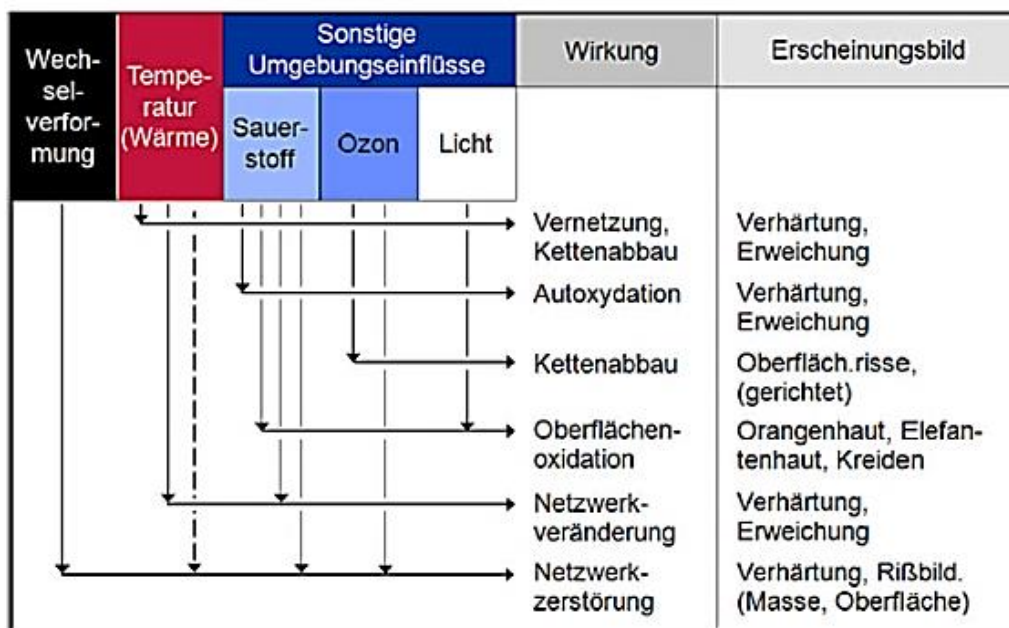 Wech-
sel-
verfor-
mung
Tempe-
ratur
(Wärme)
Sonstige
Umgebungseinflüsse
Sauer-
stoff
Ozon
Licht
Wirkung
Erscheinungsbild
Vernetzung,
Kettenabbau
Verhärtung,
Erweichung
Autoxydation
Verhärtung,
Erweichung
Kettenabbau
Oberfläch.risse,
(gerichtet)
Oberflächen-
oxidation
Orangenhaut, Elefan-
tenhaut, Kreiden
Netzwerk-
veränderung
Verhärtung,
Erweichung
Netzwerk-
zerstörung
Verhärtung, Rißbild.
(Masse, Oberfläche)